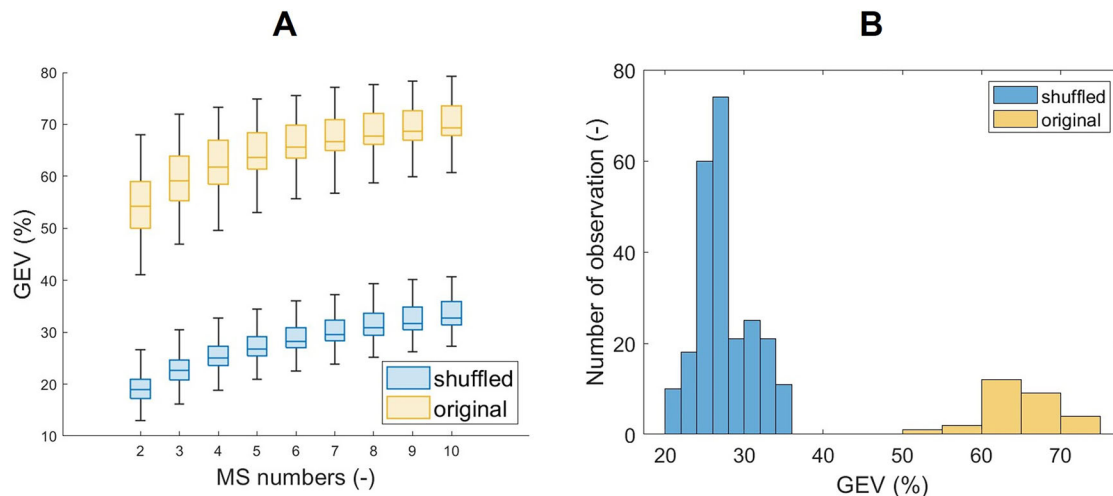 A
B
80
70
60
50
40
30
20
10
GEV (%)
2 3 4 5 6 7 8 9 10
MS numbers (-)
shuffled
original
80
60
40
20
0
Number of observation (-)
20 30 40 50 60 70
GEV (%)
shuffled
original